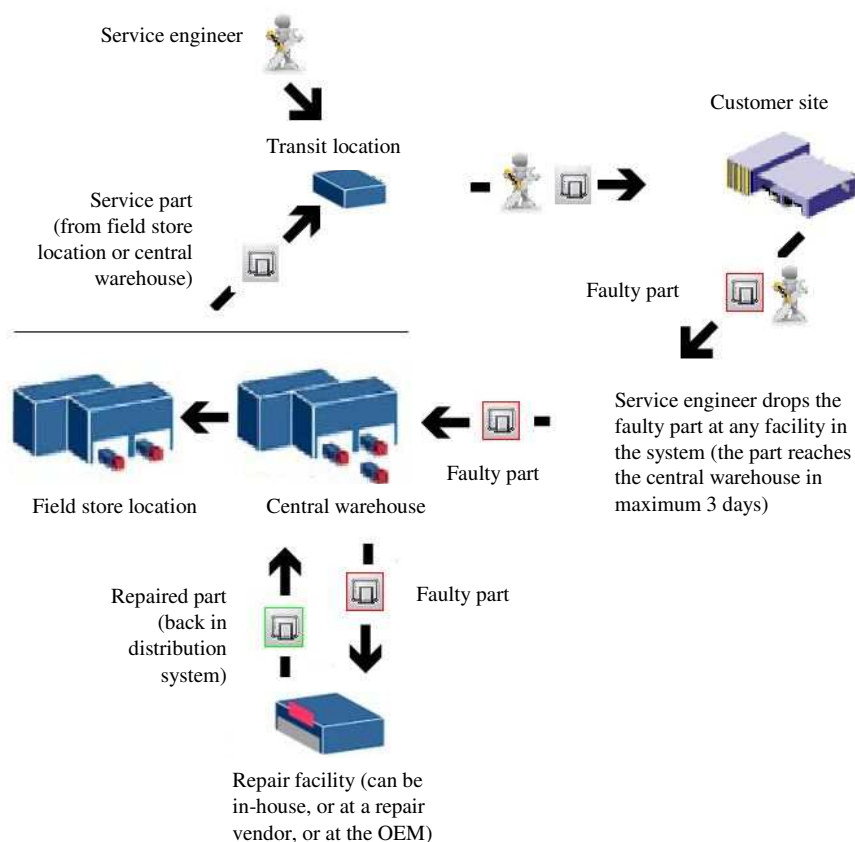 Service engineer
Customer site
Transit location
Service part
(from field store
location or central
warehouse)
Faulty part
Service engineer drops the
faulty part at any facility in
the system (the part reaches
the central warehouse in
maximum 3 days)
Faulty part
Field store location
Central warehouse
Repaired part
(back in
distribution
system)
Faulty part
Repair facility (can be
in-house, or at a repair
vendor, or at the OEM)